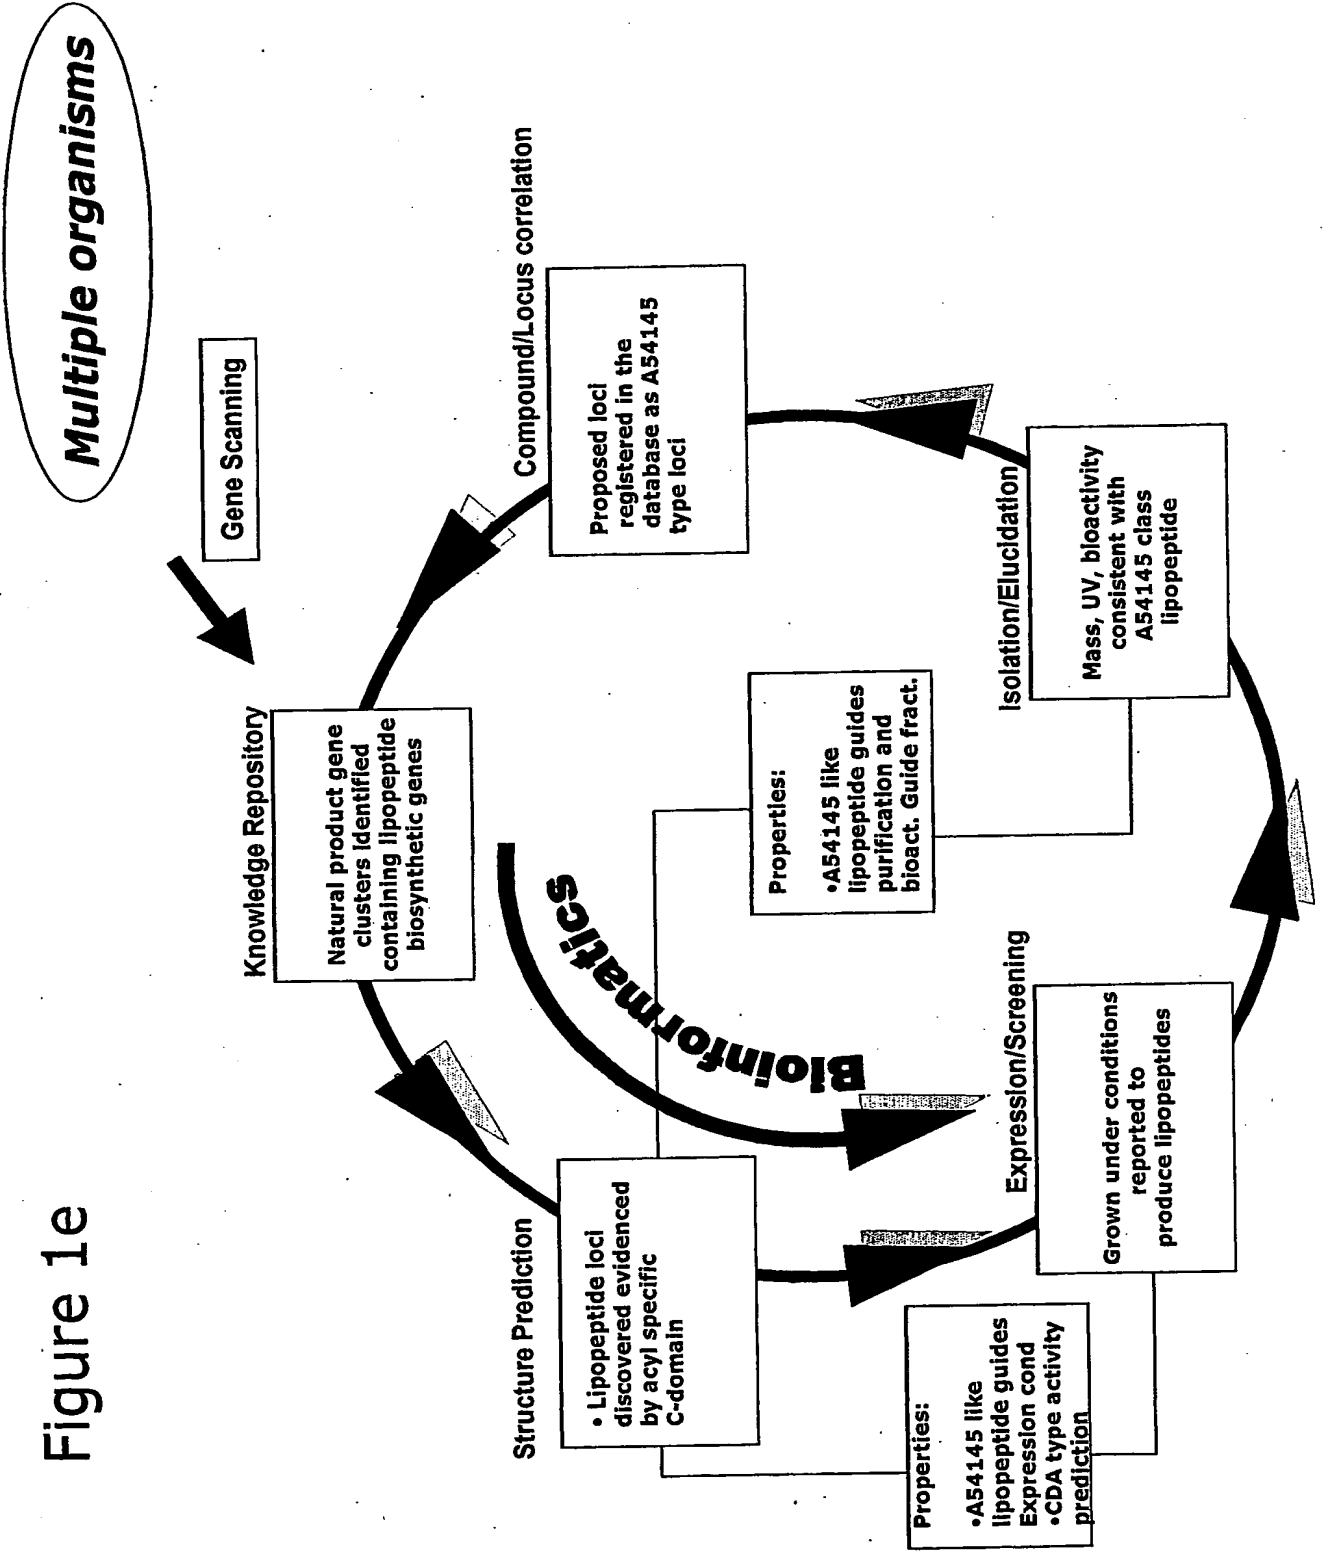 Figure 1e
Multiple organisms
Gene Scanning
Knowledge Repository
Natural product gene
clusters identified
containing lipopeptide
biosynthetic genes
Structure Prediction
• Lipopeptide loci
discovered evidenced
by acyl specific
C-domain
Bioinformatics
Compound/Locus correlation
Proposed loci
registered in the
database as A54145
type loci
Properties:
•A54145 like
lipopeptide guides
purification and
bioact. Guide fract.
Properties:
•A54145 like
lipopeptide guides
Expression cond
•CDA type activity
prediction
Expression/Screening
Grown under conditions
reported to
produce lipopeptides
Isolation/Elucidation
Mass, UV, bioactivity
consistent with
A54145 class
lipopeptide